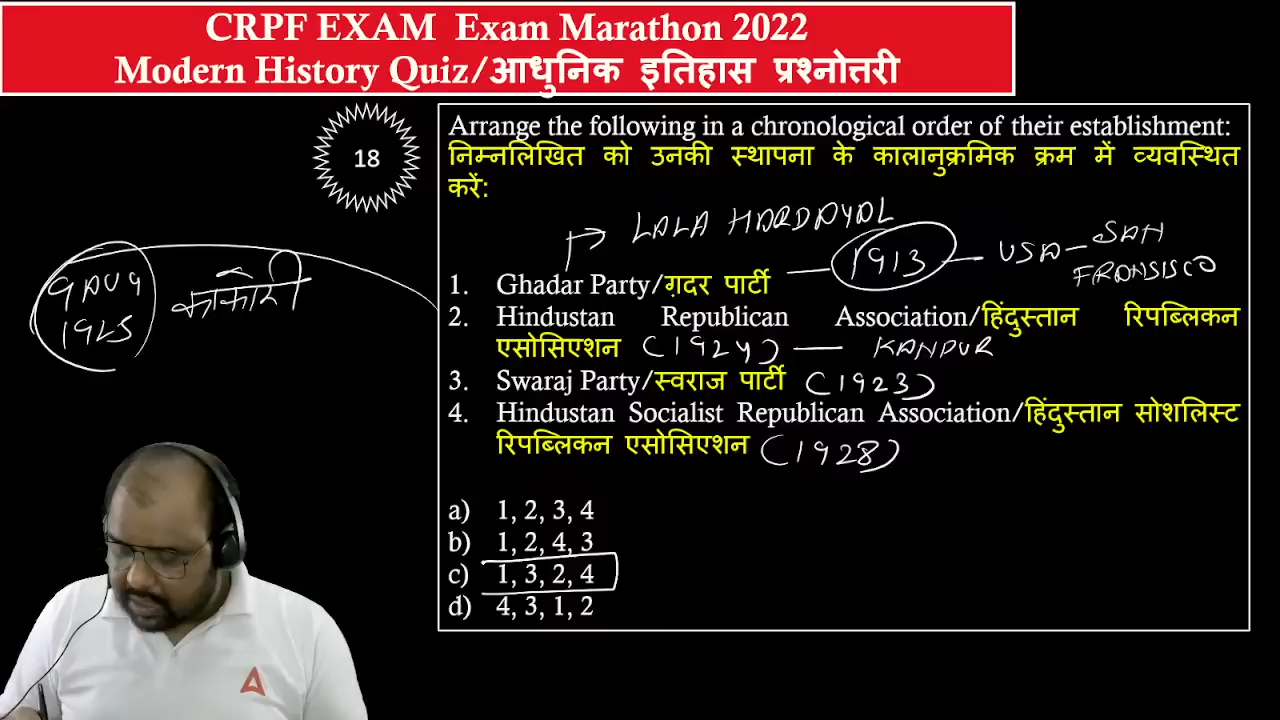 CRPF EXAM Exam Marathon 2022
Modern History Quiz/आधुनिक इतिहास प्रश्नोत्तरी
18
Arrange the following in a chronological order of their establishment:
निम्नलिखित को उनकी स्थापना के कालानुक्रमिक क्रम में व्यवस्थित
करें:
LALA HARDAYAL
1. Ghadar Party/ग़दर पार्टी — 1913 — USA — SAN
FRANSISCO
2. Hindustan Republican Association/हिंदुस्तान रिपब्लिकन
एसोसिएशन (1924) — KANPUR
3. Swaraj Party/स्वराज पार्टी (1923)
4. Hindustan Socialist Republican Association/हिंदुस्तान सोशलिस्ट
रिपब्लिकन एसोसिएशन (1928)
a) 1, 2, 3, 4
b) 1, 2, 4, 3
c) 1, 3, 2, 4
d) 4, 3, 1, 2
9 AUG
1925
काकोरी
A